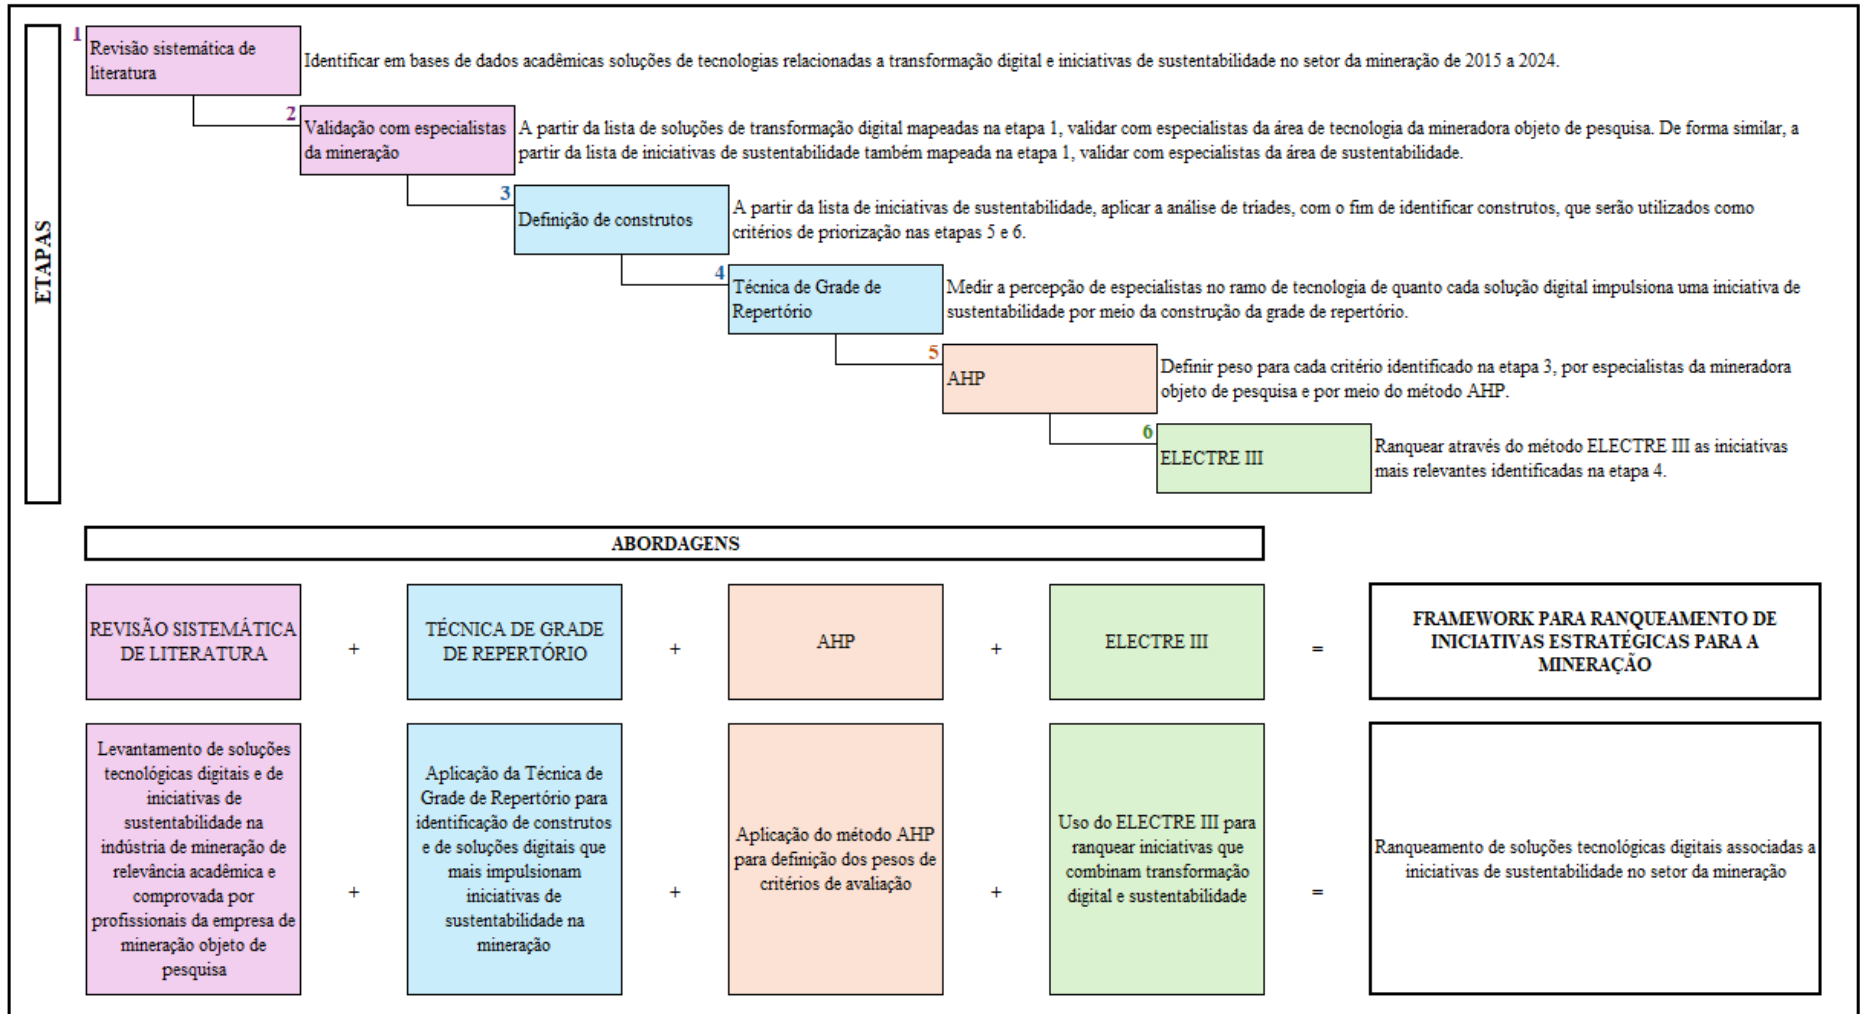 ETAPAS
1
Revisão sistemática de
literatura
Identificar em bases de dados acadêmicas soluções de tecnologias relacionadas a transformação digital e iniciativas de sustentabilidade no setor da mineração de 2015 a 2024.
2
Validação com especialistas
da mineração
A partir da lista de soluções de transformação digital mapeadas na etapa 1, validar com especialistas da área de tecnologia da mineradora objeto de pesquisa. De forma similar, a
partir da lista de iniciativas de sustentabilidade também mapeada na etapa 1, validar com especialistas da área de sustentabilidade.
3
Definição de construtos
A partir da lista de iniciativas de sustentabilidade, aplicar a análise de triades, com o fim de identificar construtos, que serão utilizados como
critérios de priorização nas etapas 5 e 6.
4
Técnica de Grade de
Repertório
Medir a percepção de especialistas no ramo de tecnologia de quanto cada solução digital impulsiona uma iniciativa de
sustentabilidade por meio da construção da grade de repertório.
5
AHP
Definir peso para cada critério identificado na etapa 3, por especialistas da mineradora
objeto de pesquisa e por meio do método AHP.
6
ELECTRE III
Ranquear através do método ELECTRE III as iniciativas
mais relevantes identificadas na etapa 4.
ABORDAGENS
REVISÃO SISTEMÁTICA
DE LITERATURA
+
TÉCNICA DE GRADE
DE REPERTÓRIO
+
AHP
+
ELECTRE III
=
FRAMEWORK PARA RANQUEAMENTO DE
INICIATIVAS ESTRATÉGICAS PARA A
MINERAÇÃO
Levantamento de soluções
tecnológicas digitais e de
iniciativas de
sustentabilidade na
indústria de mineração de
relevância acadêmica e
comprovada por
profissionais da empresa de
mineração objeto de
pesquisa
+
Aplicação da Técnica de
Grade de Repertório para
identificação de construtos
e de soluções digitais que
mais impulsionam
iniciativas de
sustentabilidade na
mineração
+
Aplicação do método AHP
para definição dos pesos de
critérios de avaliação
+
Uso do ELECTRE III para
ranquear iniciativas que
combinam transformação
digital e sustentabilidade
=
Ranqueamento de soluções tecnológicas digitais associadas a
iniciativas de sustentabilidade no setor da mineração